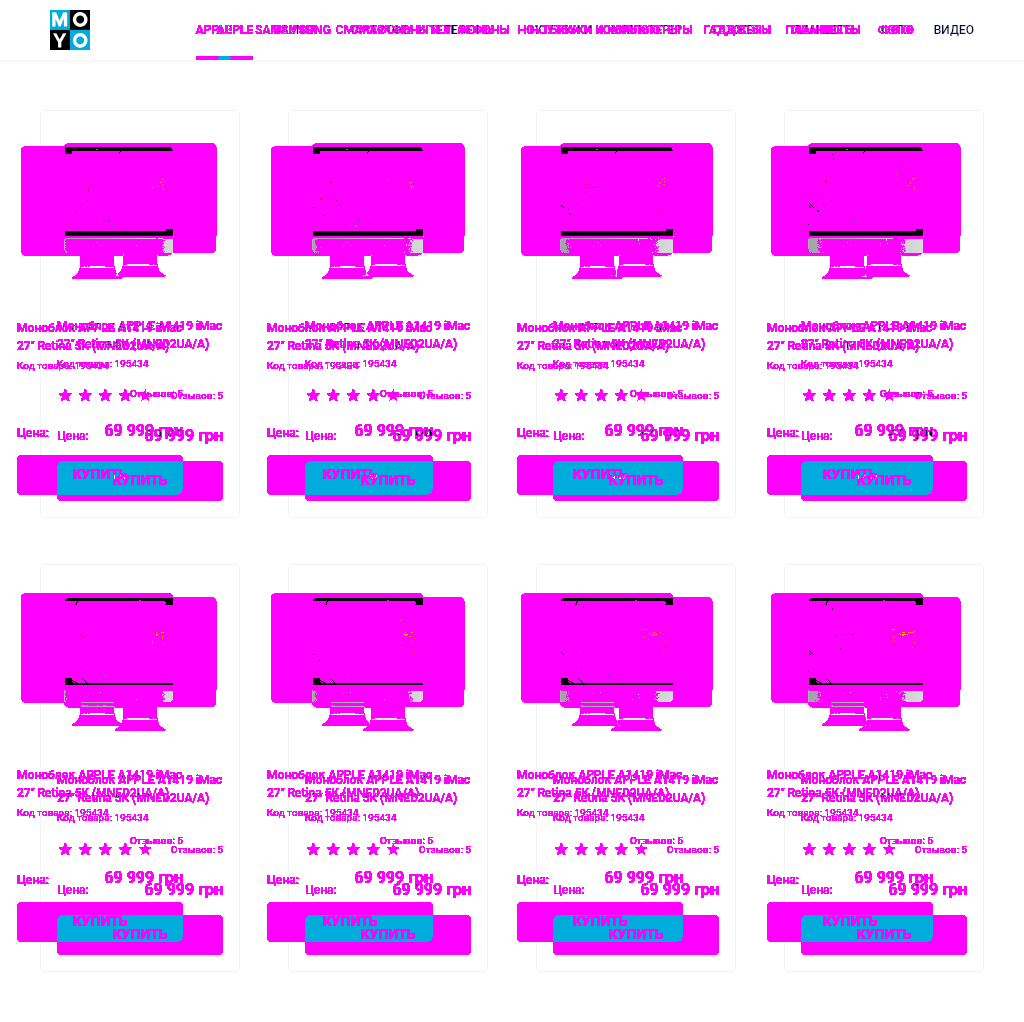 MO
YO
APPLE SAMSUNG СМАРТФОНЫ НОУТБУКИ И КОМПЬЮТЕРЫ ГАДЖЕТЫ ПЛАНШЕТЫ ФОТО ВИДЕО
Моноблок APPLE A1419 iMac
27" Retina 5K (MNED2UA/A)
Код товара: 195434
Отзывов: 5
Цена: 69 999 грн
КУПИТЬ
Моноблок APPLE A1419 iMac
27" Retina 5K (MNED2UA/A)
Код товара: 195434
Отзывов: 5
Цена: 69 999 грн
КУПИТЬ
Моноблок APPLE A1419 iMac
27" Retina 5K (MNED2UA/A)
Код товара: 195434
Отзывов: 5
Цена: 69 999 грн
КУПИТЬ
Моноблок APPLE A1419 iMac
27" Retina 5K (MNED2UA/A)
Код товара: 195434
Отзывов: 5
Цена: 69 999 грн
КУПИТЬ
Моноблок APPLE A1419 iMac
27" Retina 5K (MNED2UA/A)
Код товара: 195434
Отзывов: 5
Цена: 69 999 грн
КУПИТЬ
Моноблок APPLE A1419 iMac
27" Retina 5K (MNED2UA/A)
Код товара: 195434
Отзывов: 5
Цена: 69 999 грн
КУПИТЬ
Моноблок APPLE A1419 iMac
27" Retina 5K (MNED2UA/A)
Код товара: 195434
Отзывов: 5
Цена: 69 999 грн
КУПИТЬ
Моноблок APPLE A1419 iMac
27" Retina 5K (MNED2UA/A)
Код товара: 195434
Отзывов: 5
Цена: 69 999 грн
КУПИТЬ